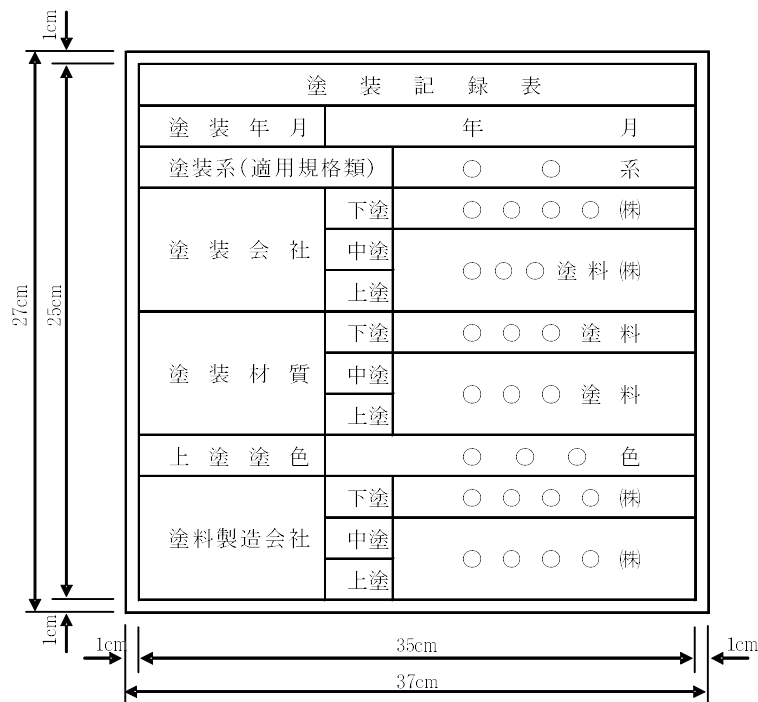 1cm
塗装記録表
塗装年月 年 月
塗装系(適用規格類) ○ ○ 系
塗装会社 下塗 ○○○○㈱
中塗 ○○○塗料㈱
上塗
塗装材質 下塗 ○○○塗料
中塗 ○○○塗料
上塗
上塗塗色 ○○○色
塗料製造会社 下塗 ○○○○㈱
中塗 ○○○○㈱
上塗
27cm
25cm
1cm
1cm
35cm
1cm
37cm